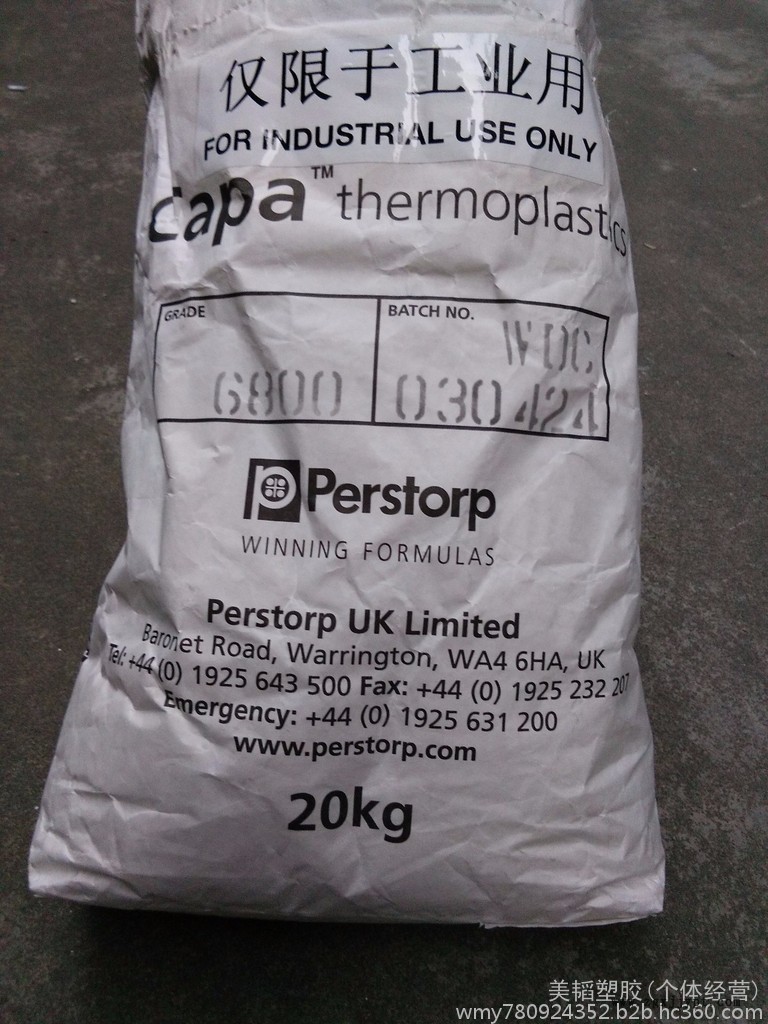 仅限于工业用
FOR INDUSTRIAL USE ONLY
Capa™ thermoplastics
GRADE
6800
BATCH NO.
WDC
030424
Perstorp
WINNING FORMULAS
Perstorp UK Limited
Baronet Road, Warrington, WA4 6HA, UK
Tel: +44 (0) 1925 643 500 Fax: +44 (0) 1925 232 207
Emergency: +44 (0) 1925 631 200
www.perstorp.com
20kg
美韬塑胶(个体经营)
wmy780924352.b2b.hc360.com